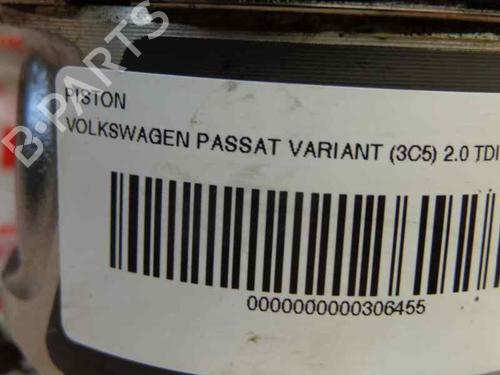 PISTON
VOLKSWAGEN PASSAT VARIANT (3C5) 2.0 TDI
0000000000306455
B-PARTS